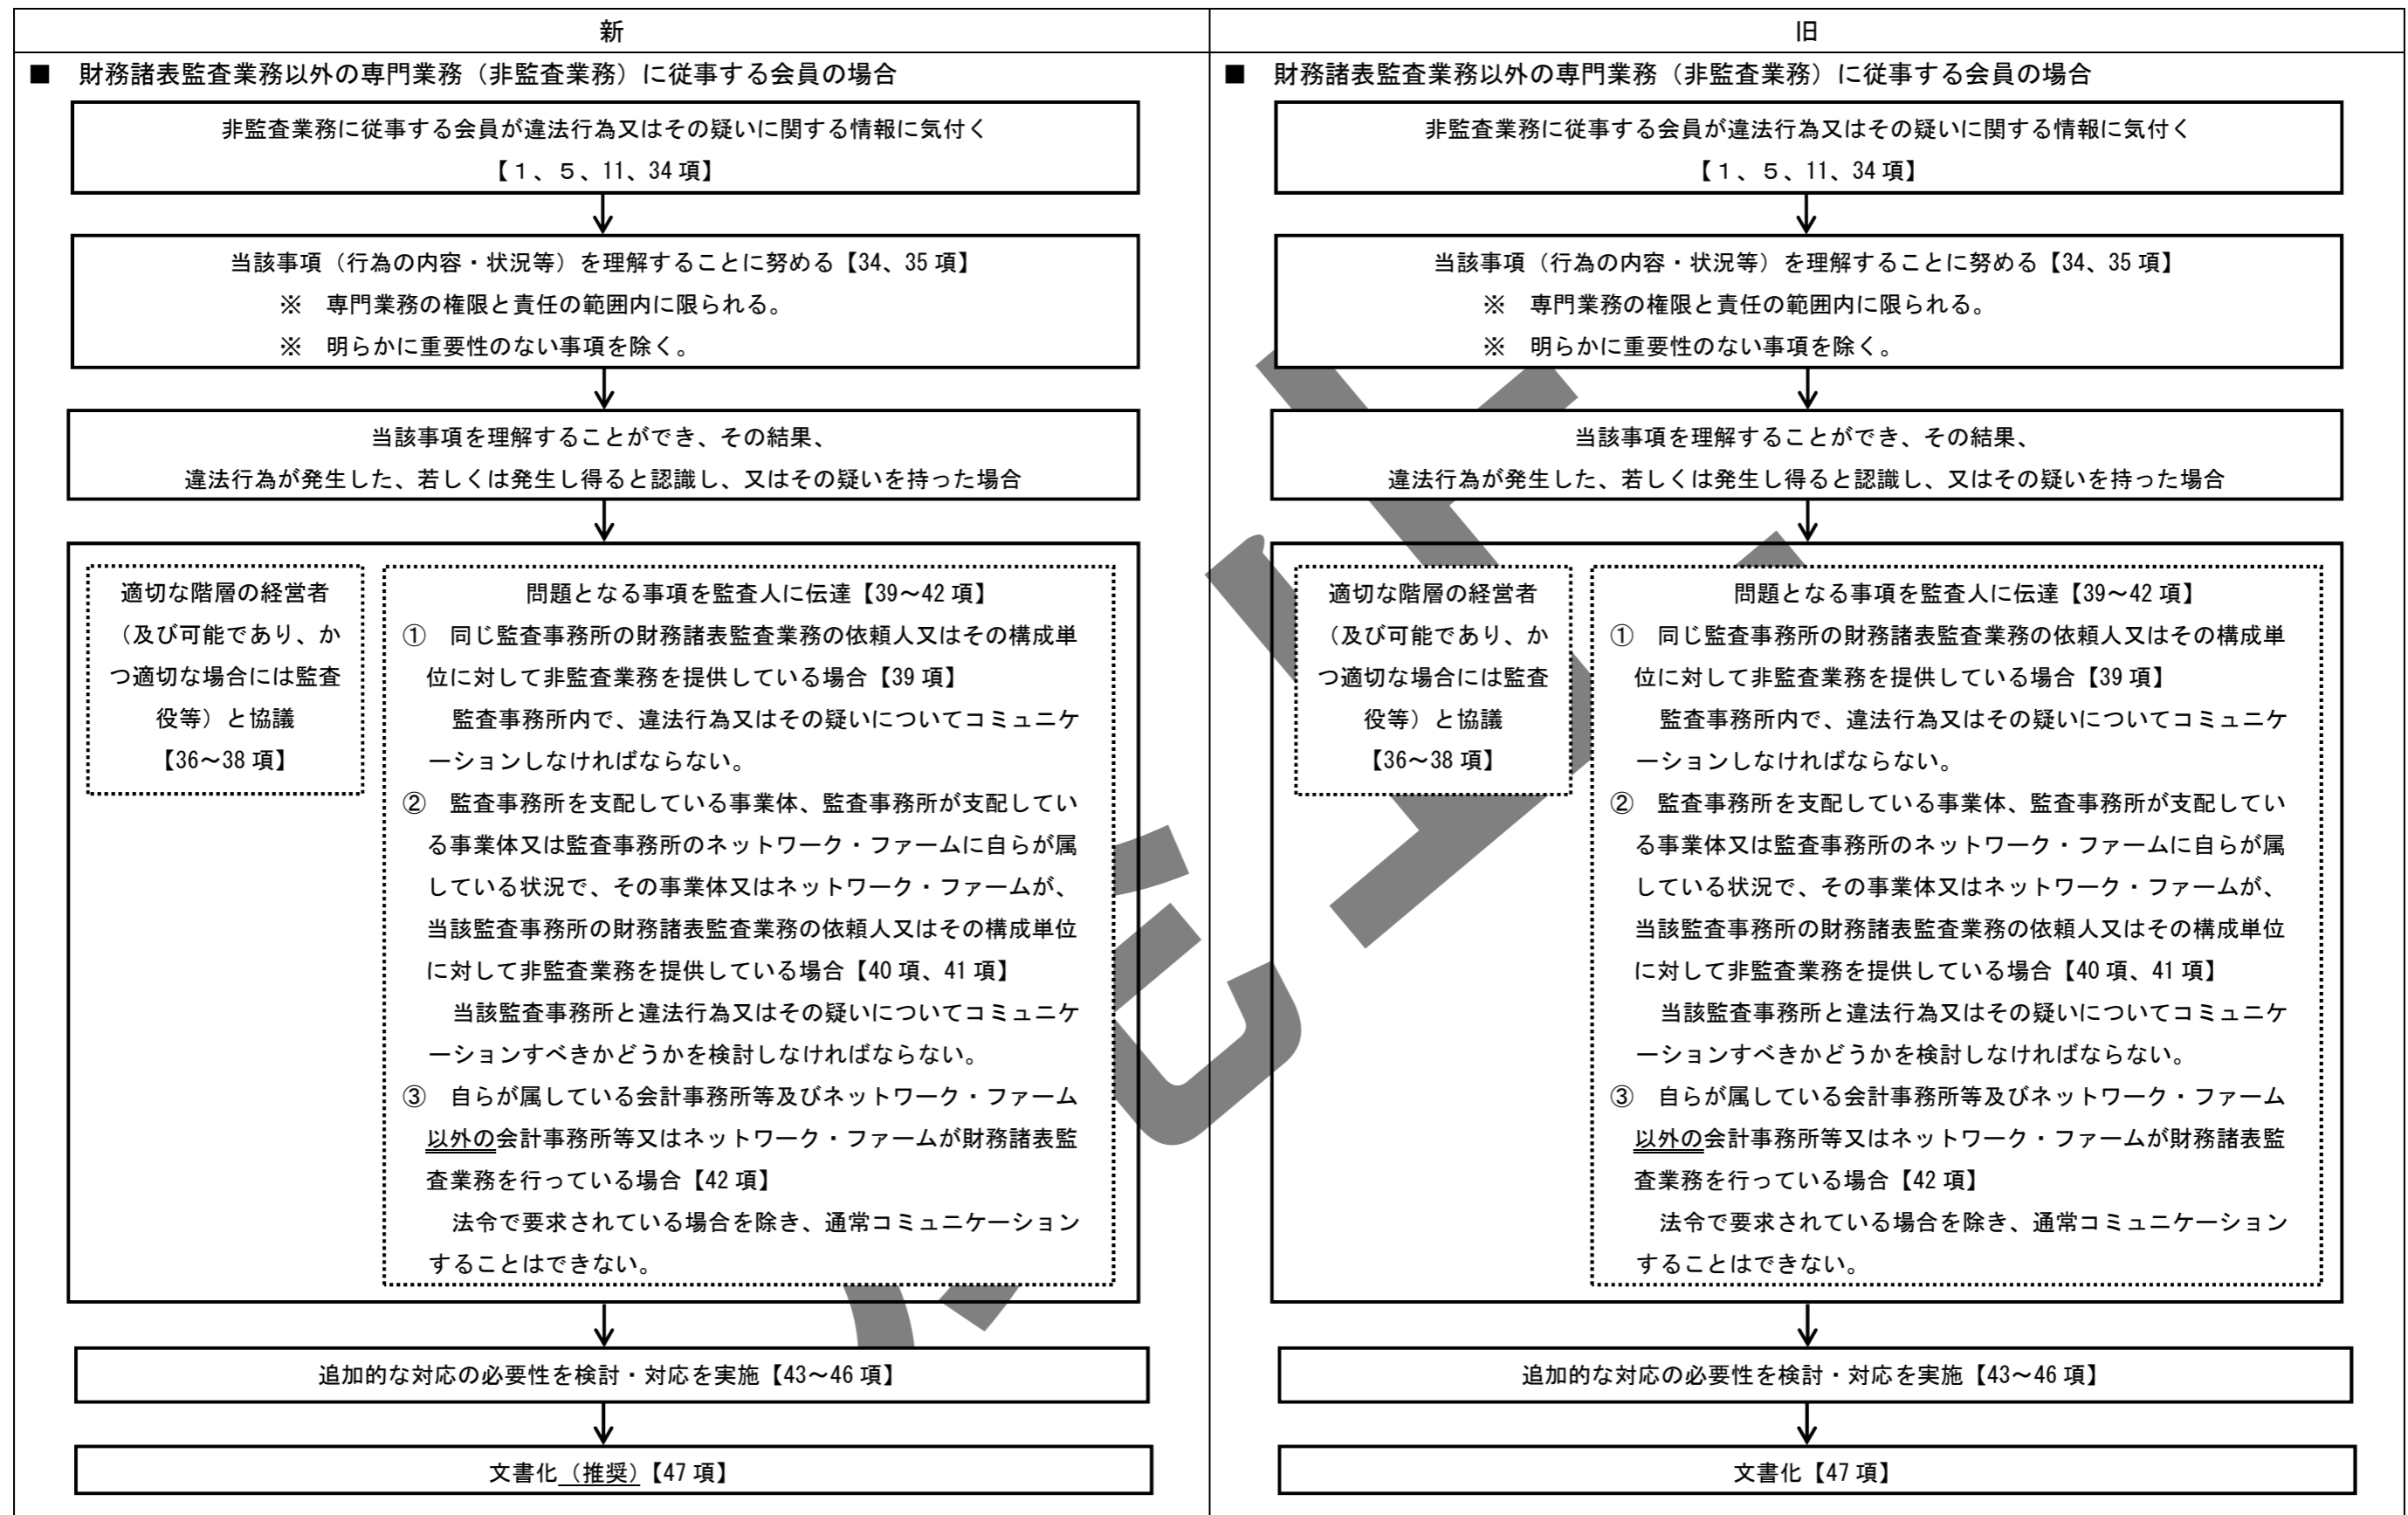 新
■ 財務諸表監査業務以外の専門業務（非監査業務）に従事する会員の場合
非監査業務に従事する会員が違法行為又はその疑いに関する情報に気付く
【１、５、11、34 項】
当該事項（行為の内容・状況等）を理解することに努める【34、35 項】
※ 専門業務の権限と責任の範囲内に限られる。
※ 明らかに重要性のない事項を除く。
当該事項を理解することができ、その結果、
違法行為が発生した、若しくは発生し得ると認識し、又はその疑いを持った場合
適切な階層の経営者
（及び可能であり、か
つ適切な場合には監査
役等）と協議
【36～38 項】
問題となる事項を監査人に伝達【39～42 項】
① 同じ監査事務所の財務諸表監査業務の依頼人又はその構成単
位に対して非監査業務を提供している場合【39 項】
監査事務所内で、違法行為又はその疑いについてコミュニケ
ーションしなければならない。
② 監査事務所を支配している事業体、監査事務所が支配してい
る事業体又は監査事務所のネットワーク・ファームに自らが属
している状況で、その事業体又はネットワーク・ファームが、
当該監査事務所の財務諸表監査業務の依頼人又はその構成単位
に対して非監査業務を提供している場合【40 項、41 項】
当該監査事務所と違法行為又はその疑いについてコミュニケ
ーションすべきかどうかを検討しなければならない。
③ 自らが属している会計事務所等及びネットワーク・ファーム
以外の会計事務所等又はネットワーク・ファームが財務諸表監
査業務を行っている場合【42 項】
法令で要求されている場合を除き、通常コミュニケーション
することはできない。
追加的な対応の必要性を検討・対応を実施【43～46 項】
文書化（推奨）【47 項】
旧
■ 財務諸表監査業務以外の専門業務（非監査業務）に従事する会員の場合
非監査業務に従事する会員が違法行為又はその疑いに関する情報に気付く
【１、５、11、34 項】
当該事項（行為の内容・状況等）を理解することに努める【34、35 項】
※ 専門業務の権限と責任の範囲内に限られる。
※ 明らかに重要性のない事項を除く。
当該事項を理解することができ、その結果、
違法行為が発生した、若しくは発生し得ると認識し、又はその疑いを持った場合
適切な階層の経営者
（及び可能であり、か
つ適切な場合には監査
役等）と協議
【36～38 項】
問題となる事項を監査人に伝達【39～42 項】
① 同じ監査事務所の財務諸表監査業務の依頼人又はその構成単
位に対して非監査業務を提供している場合【39 項】
監査事務所内で、違法行為又はその疑いについてコミュニケ
ーションしなければならない。
② 監査事務所を支配している事業体、監査事務所が支配してい
る事業体又は監査事務所のネットワーク・ファームに自らが属
している状況で、その事業体又はネットワーク・ファームが、
当該監査事務所の財務諸表監査業務の依頼人又はその構成単位
に対して非監査業務を提供している場合【40 項、41 項】
当該監査事務所と違法行為又はその疑いについてコミュニケ
ーションすべきかどうかを検討しなければならない。
③ 自らが属している会計事務所等及びネットワーク・ファーム
以外の会計事務所等又はネットワーク・ファームが財務諸表監
査業務を行っている場合【42 項】
法令で要求されている場合を除き、通常コミュニケーション
することはできない。
追加的な対応の必要性を検討・対応を実施【43～46 項】
文書化【47 項】